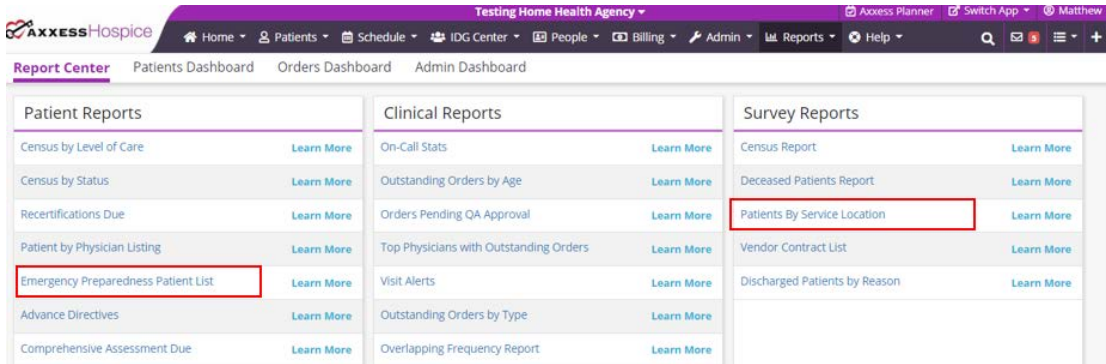 Testing Home Health Agency
Axxess Planner
Switch App
Matthew
AXXESS Hospice
Home
Patients
Schedule
IDG Center
People
Billing
Admin
Reports
Help
5
Report Center
Patients Dashboard
Orders Dashboard
Admin Dashboard
Patient Reports
Census by Level of Care Learn More
Census by Status Learn More
Recertifications Due Learn More
Patient by Physician Listing Learn More
Emergency Preparedness Patient List Learn More
Advance Directives Learn More
Comprehensive Assessment Due Learn More
Clinical Reports
On-Call Stats Learn More
Outstanding Orders by Age Learn More
Orders Pending QA Approval Learn More
Top Physicians with Outstanding Orders Learn More
Visit Alerts Learn More
Outstanding Orders by Type Learn More
Overlapping Frequency Report Learn More
Survey Reports
Census Report Learn More
Deceased Patients Report Learn More
Patients By Service Location Learn More
Vendor Contract List Learn More
Discharged Patients by Reason Learn More